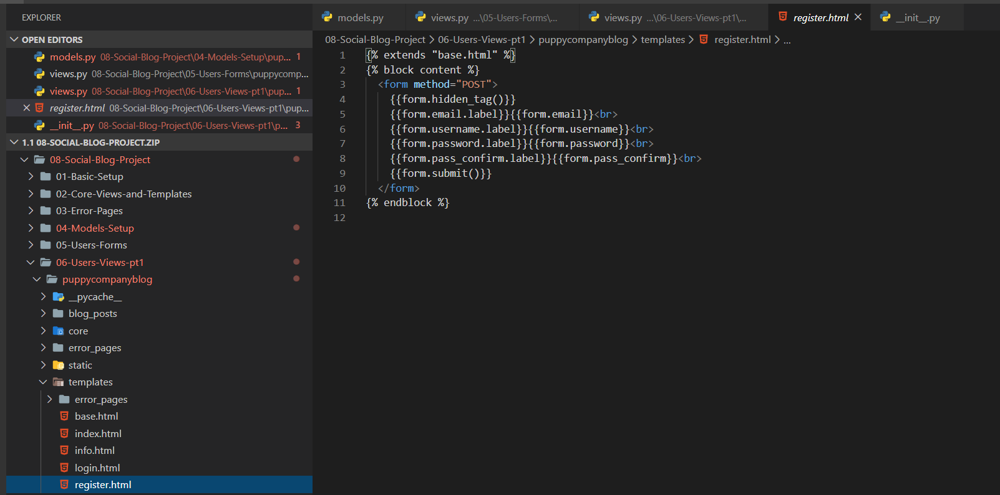 EXPLORER
OPEN EDITORS
models.py 08-Social-Blog-Project\04-Models-Setup\pup... 1
views.py 08-Social-Blog-Project\05-Users-Forms\puppycomp...
views.py 08-Social-Blog-Project\06-Users-Views-pt1\pup... 1
register.html 08-Social-Blog-Project\06-Users-Views-pt1\pup...
__init__.py 08-Social-Blog-Project\06-Users-Views-pt1\p... 3
1.1 08-SOCIAL-BLOG-PROJECT.ZIP
08-Social-Blog-Project
01-Basic-Setup
02-Core-Views-and-Templates
03-Error-Pages
04-Models-Setup
05-Users-Forms
06-Users-Views-pt1
puppycompanyblog
__pycache__
blog_posts
core
error_pages
static
templates
error_pages
base.html
index.html
info.html
login.html
register.html
models.py views.py ...\05-Users-Forms\... views.py ...\06-Users-Views-pt1\... register.html __init__.py
08-Social-Blog-Project > 06-Users-Views-pt1 > puppycompanyblog > templates > register.html > ...
1 {% extends "base.html" %}
2 {% block content %}
3 <form method="POST">
4 {{form.hidden_tag()}}
5 {{form.email.label}}{{form.email}}<br>
6 {{form.username.label}}{{form.username}}<br>
7 {{form.password.label}}{{form.password}}<br>
8 {{form.pass_confirm.label}}{{form.pass_confirm}}<br>
9 {{form.submit()}}
10 </form>
11 {% endblock %}
12